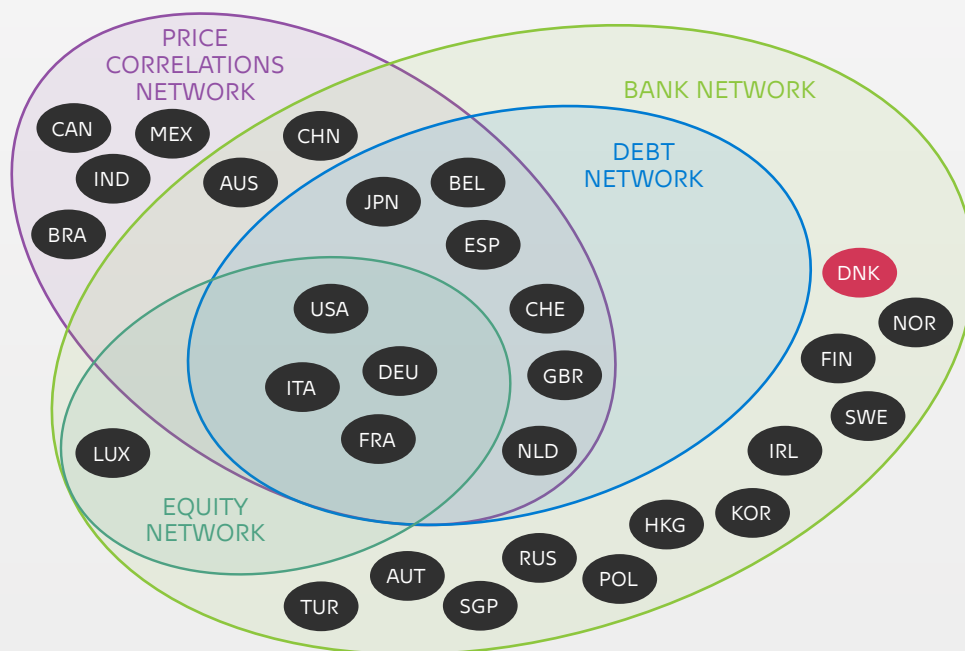 PRICE
CORRELATIONS
NETWORK
BANK NETWORK
CAN
MEX
CHN
DEBT
NETWORK
IND
AUS
JPN
BEL
BRA
ESP
DNK
USA
CHE
NOR
FIN
ITA
DEU
GBR
SWE
LUX
FRA
NLD
IRL
EQUITY
NETWORK
HKG
KOR
TUR
AUT
SGP
RUS
POL